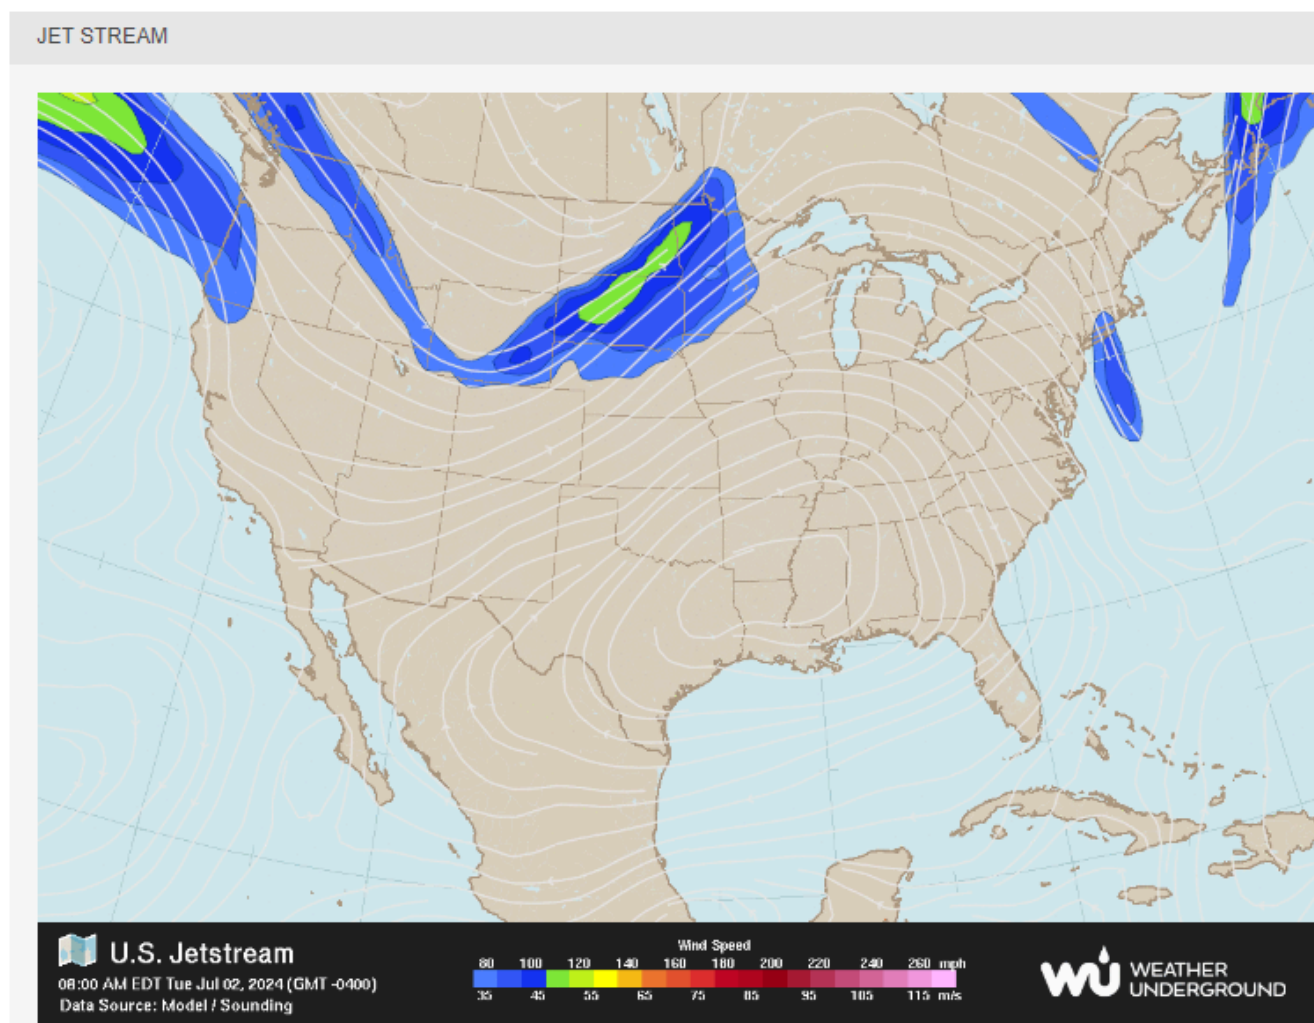 JET STREAM
U.S. Jetstream
08:00 AM EDT Tue Jul 02, 2024 (GMT -0400)
Data Source: Model / Sounding
Wind Speed
80 100 120 140 160 180 200 220 240 260 mph
35 45 55 65 75 85 95 105 115 m/s
WU WEATHER
UNDERGROUND